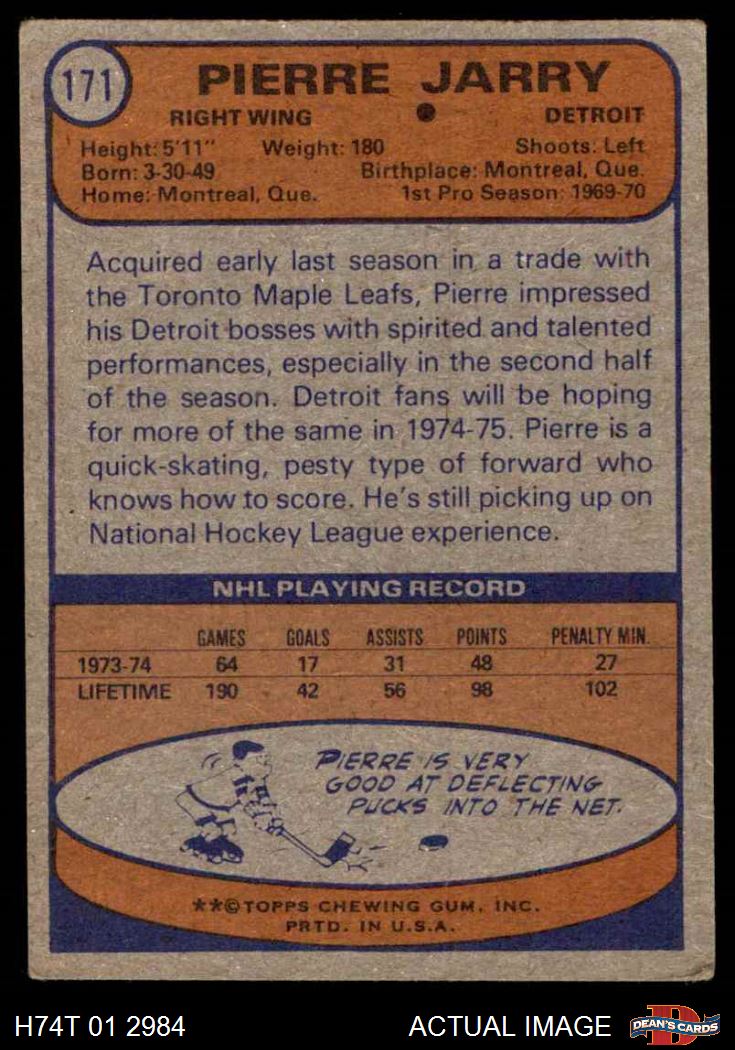 171
PIERRE JARRY
RIGHT WING DETROIT
Height: 5'11" Weight: 180 Shoots: Left
Born: 3-30-49 Birthplace: Montreal, Que.
Home: Montreal, Que. 1st Pro Season: 1969-70
Acquired early last season in a trade with
the Toronto Maple Leafs, Pierre impressed
his Detroit bosses with spirited and talented
performances, especially in the second half
of the season. Detroit fans will be hoping
for more of the same in 1974-75. Pierre is a
quick-skating, pesty type of forward who
knows how to score. He's still picking up on
National Hockey League experience.
NHL PLAYING RECORD
GAMES GOALS ASSISTS POINTS PENALTY MIN.
1973-74 64 17 31 48 27
LIFETIME 190 42 56 98 102
PIERRE IS VERY
GOOD AT DEFLECTING
PUCKS INTO THE NET.
**©TOPPS CHEWING GUM, INC.
PRTD. IN U.S.A.
H74T 01 2984 ACTUAL IMAGE D DEAN'S CARDS